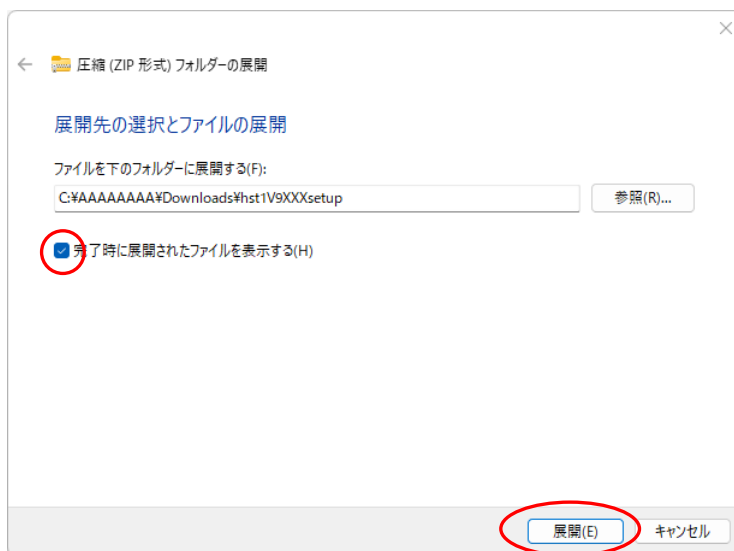 圧縮 (ZIP 形式) フォルダーの展開
展開先の選択とファイルの展開
ファイルを下のフォルダーに展開する(F):
C:¥AAAAAAAA¥Downloads¥hst1V9XXXsetup
参照(R)...
完了時に展開されたファイルを表示する(H)
展開(E)
キャンセル